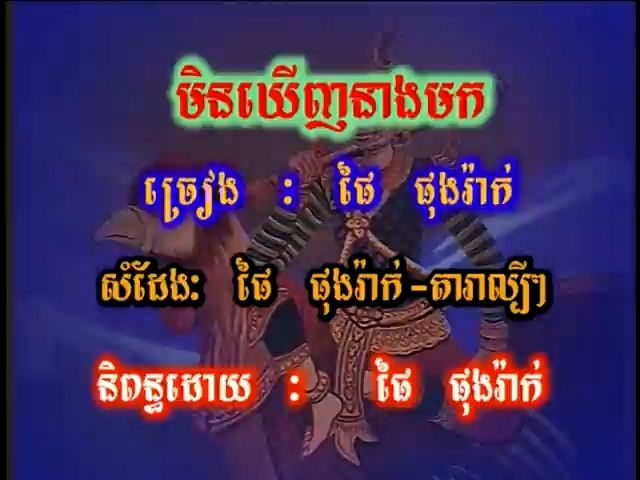 មិនឃើញនាងមក
ច្រៀង : ផៃ ផុងរ៉ាក់
សំដែង: ផៃ ផុងរ៉ាក់ - តារាល្បីៗ
និពន្ធដោយ : ផៃ ផុងរ៉ាក់